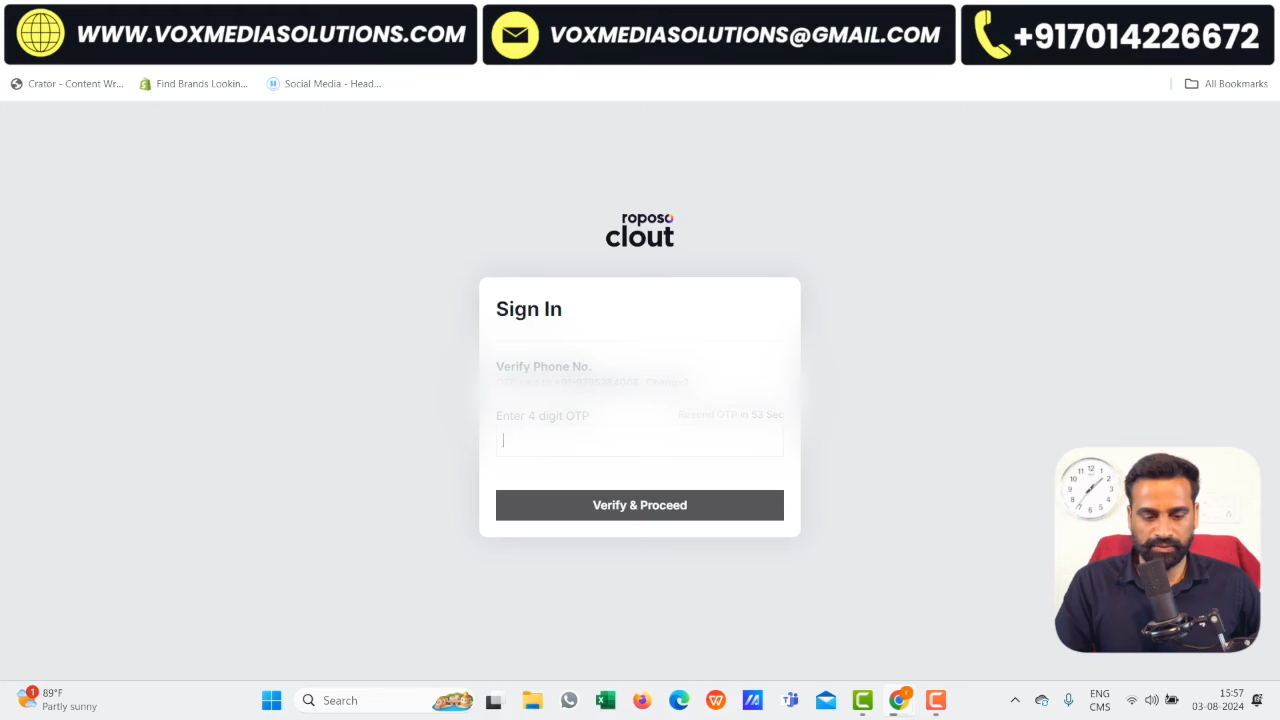 WWW.VOXMEDIASOLUTIONS.COM
VOXMEDIASOLUTIONS@GMAIL.COM
+917014226672
Crator - Content Wr...
Find Brands Lookin...
Social Media - Head...
All Bookmarks
roposo
clout
Sign In
Verify Phone No.
Enter 4 digit OTP
Resend OTP in 53 Sec
Verify & Proceed
1
89°F
Partly sunny
Search
ENG
CMS
15:57
03-08-2024